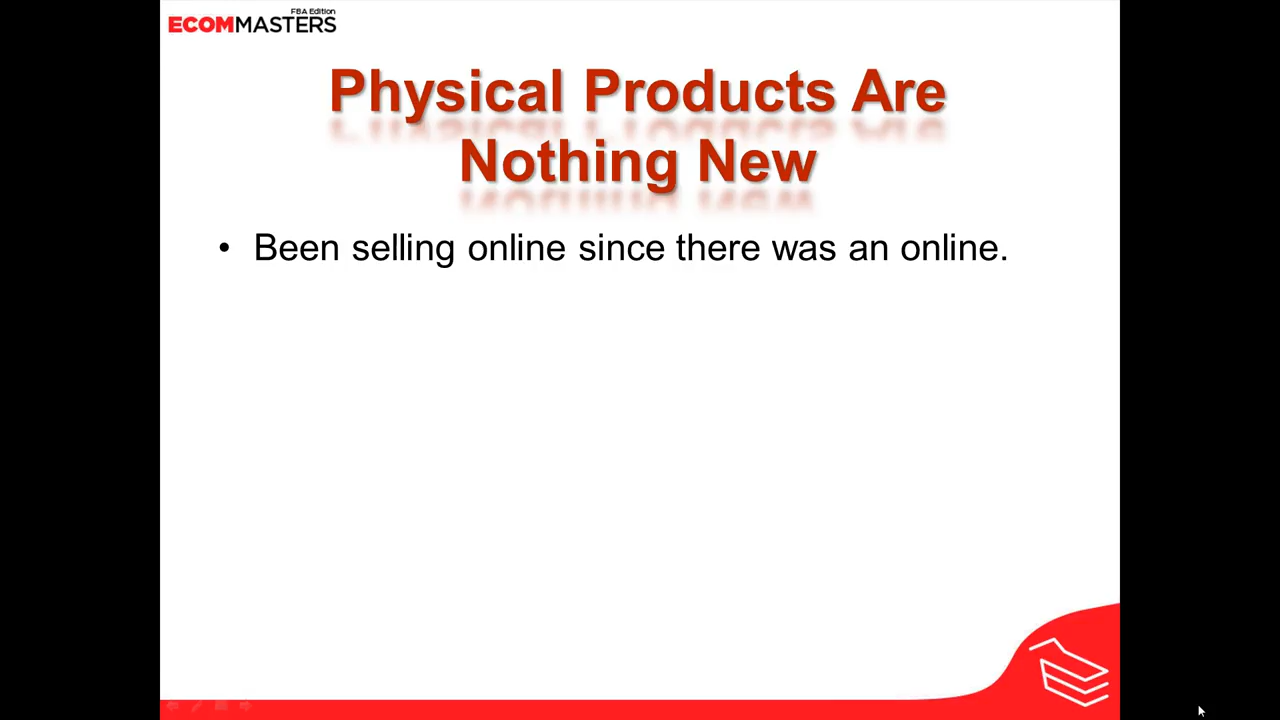 FBA Edition
ECOMMASTERS
Physical Products Are
Nothing New
• Been selling online since there was an online.